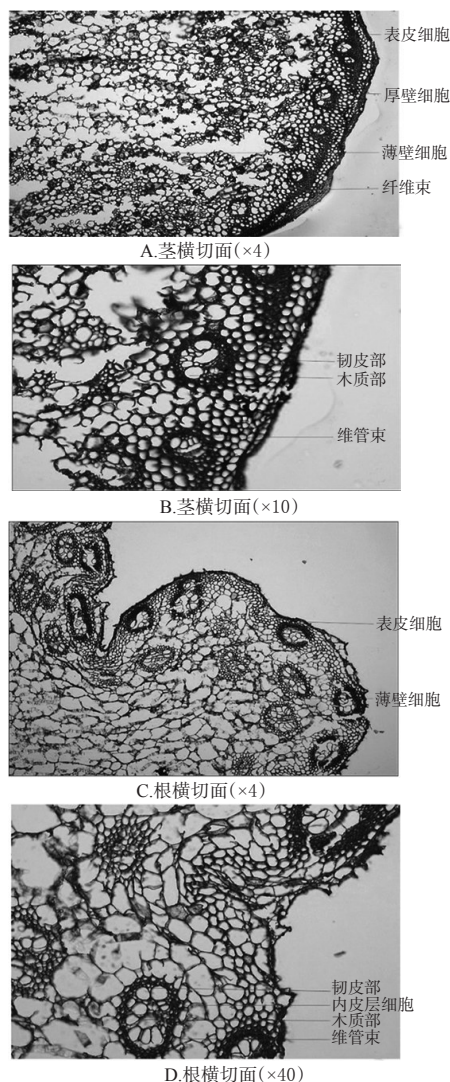 表皮细胞
厚壁细胞
薄壁细胞
纤维束
A.茎横切面(×4)
韧皮部
木质部
维管束
B.茎横切面(×10)
表皮细胞
薄壁细胞
C.根横切面(×4)
韧皮部
内皮层细胞
木质部
维管束
D.根横切面(×40)